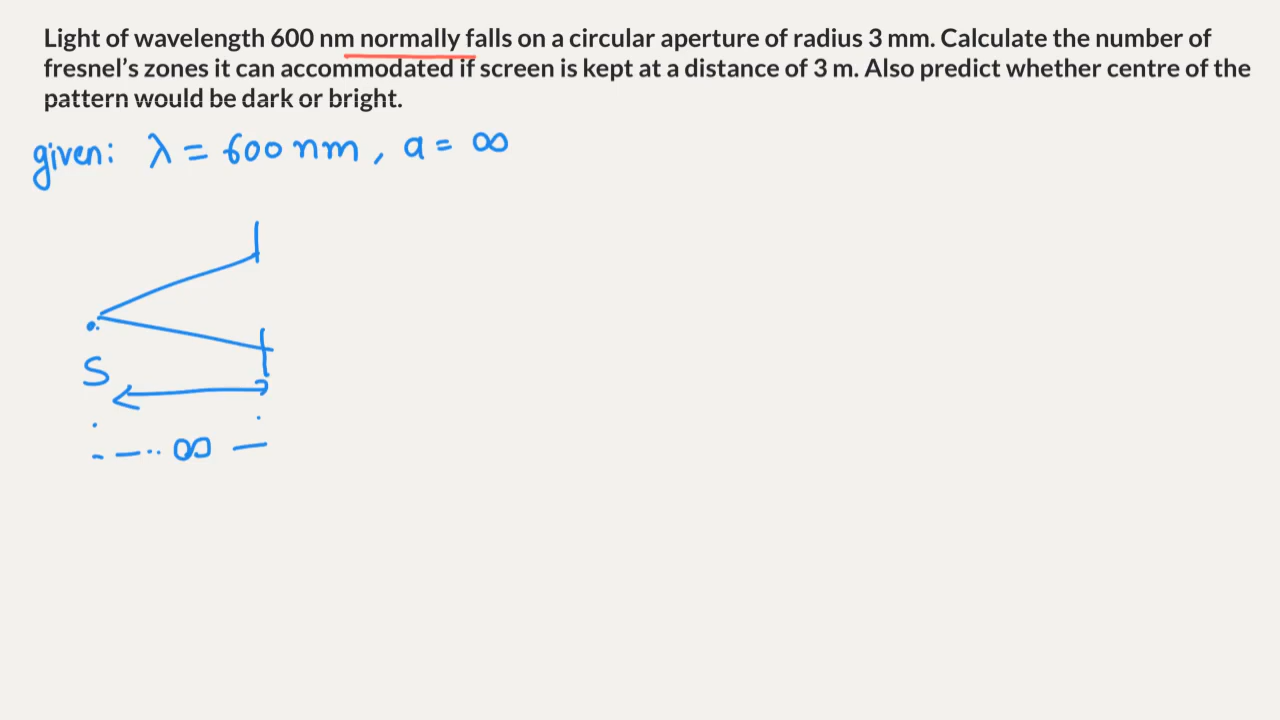 Light of wavelength 600 nm normally falls on a circular aperture of radius 3 mm. Calculate the number of
fresnel's zones it can accommodated if screen is kept at a distance of 3 m. Also predict whether centre of the
pattern would be dark or bright.
given: λ = 600 nm, a = ∞
S
∞